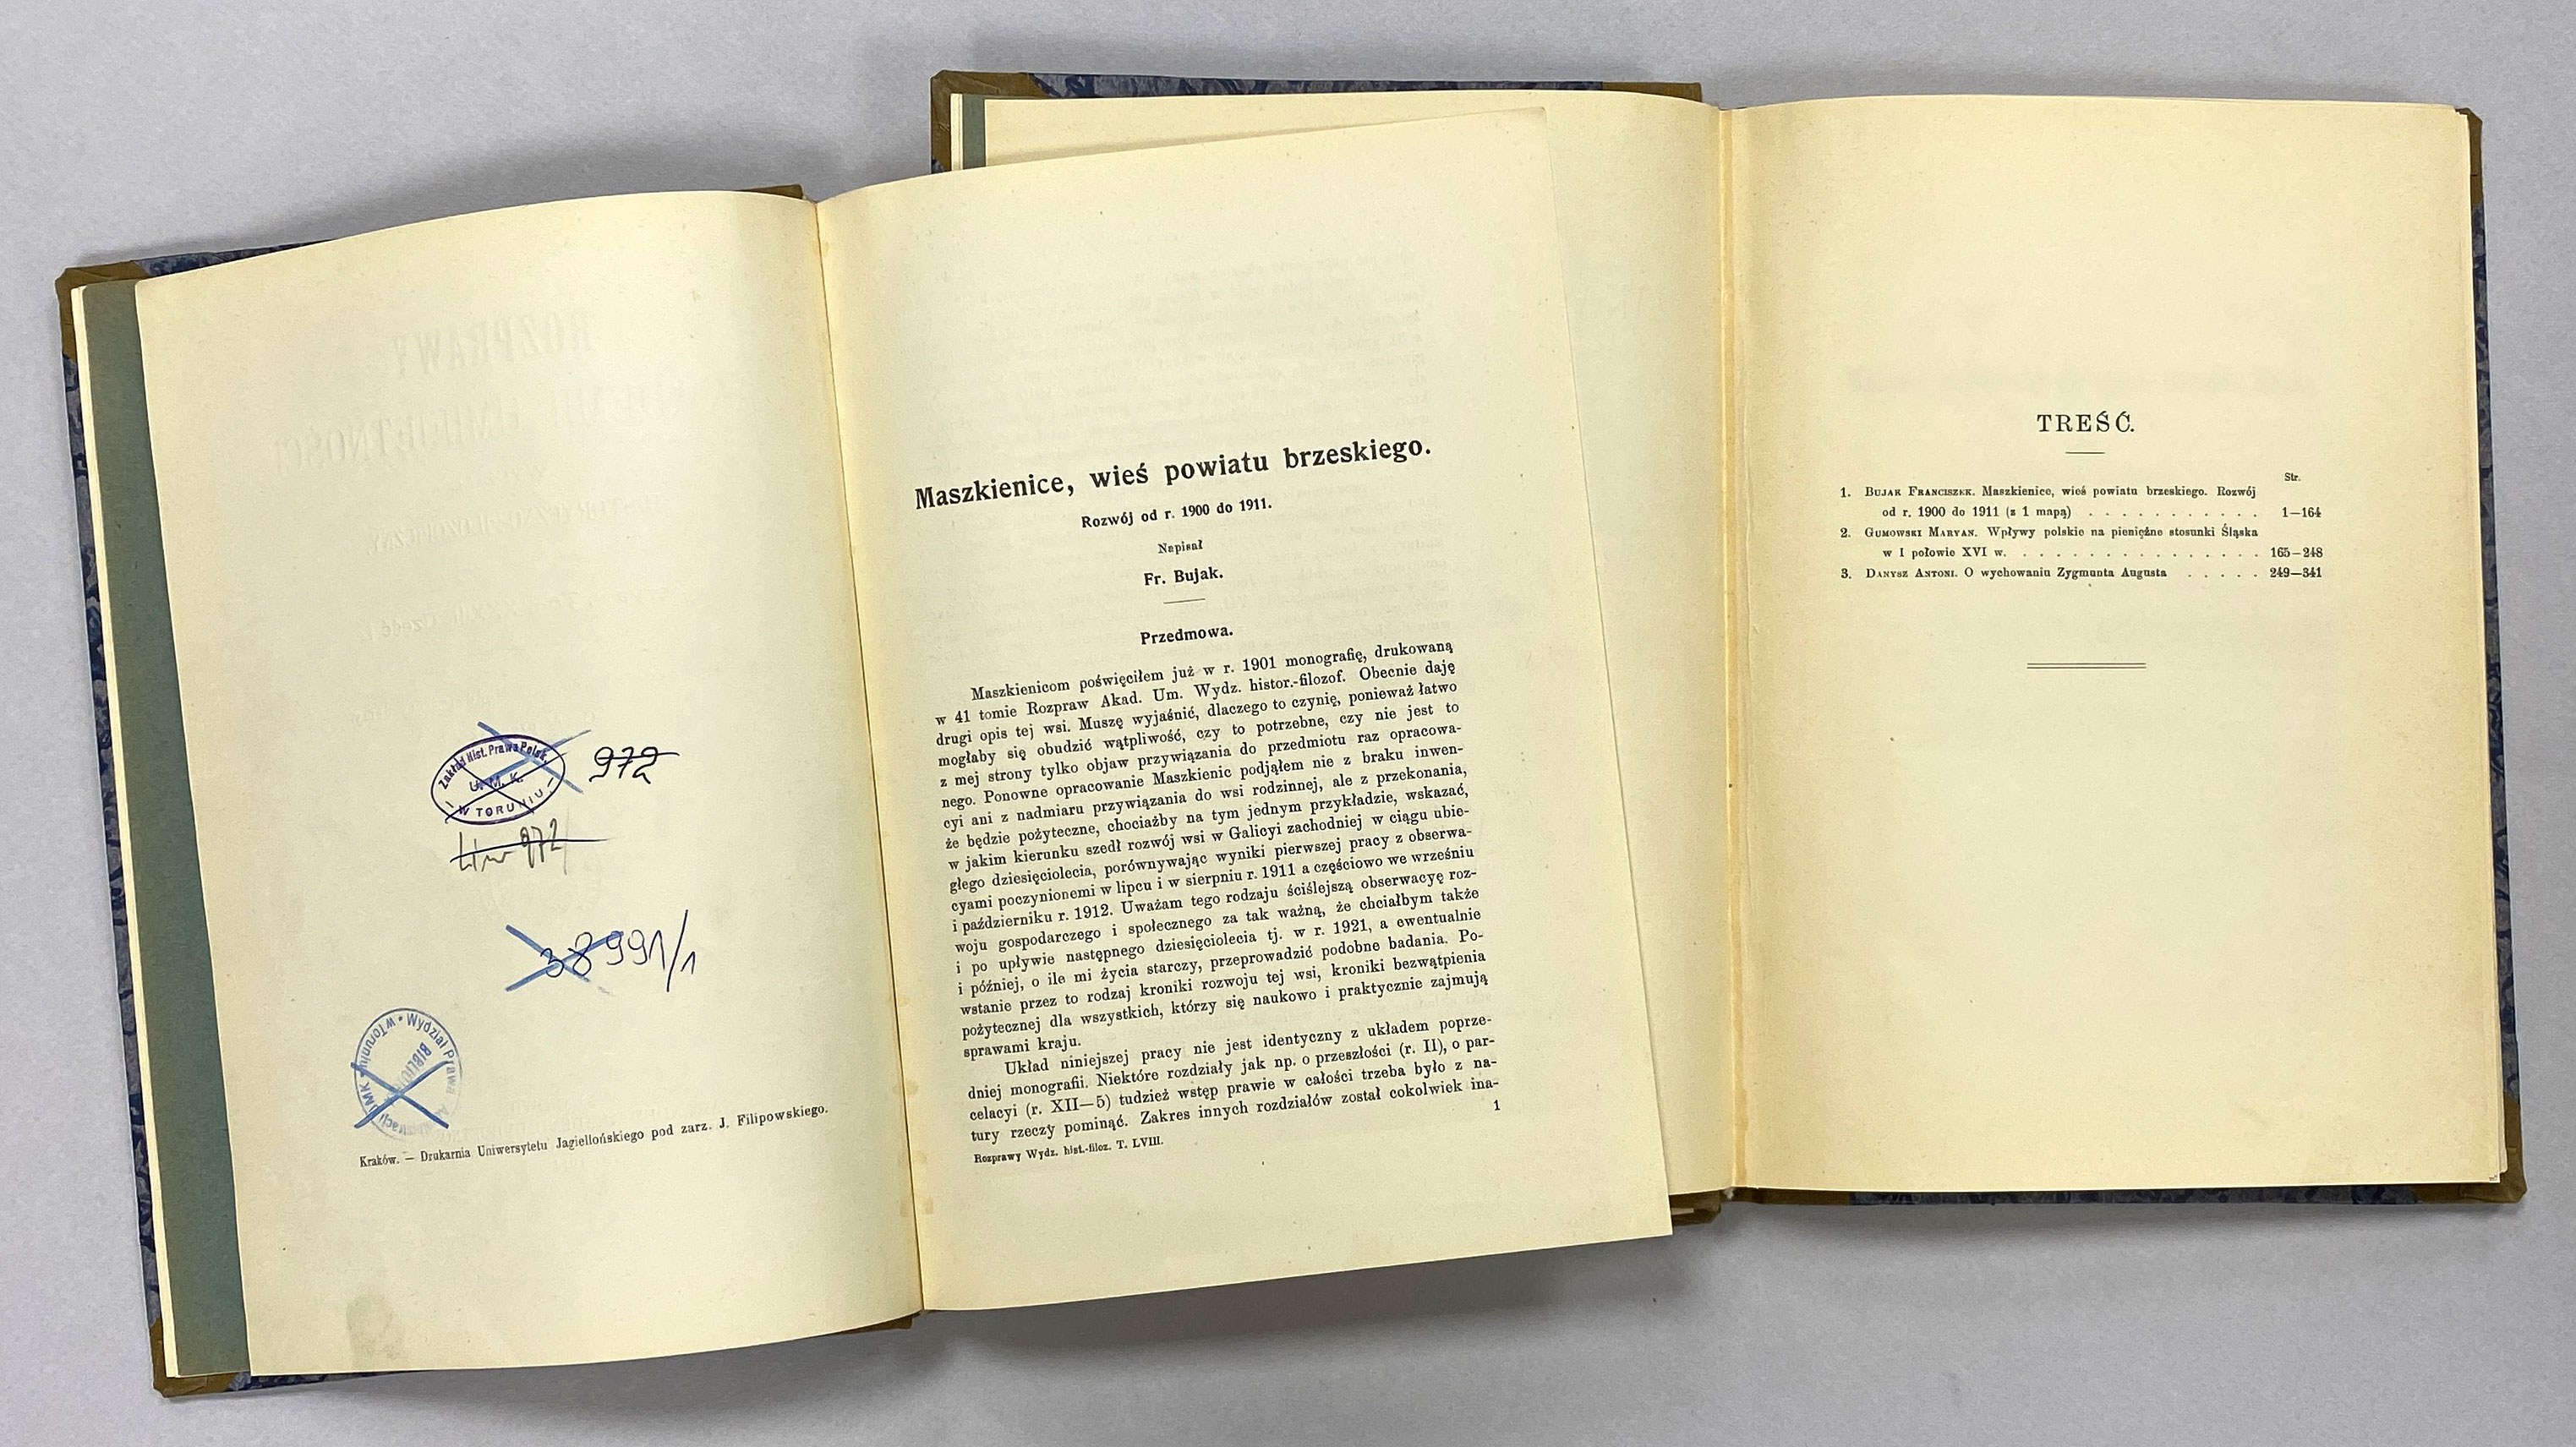 Zakład Hist. Prawa Polsk.
U. M. K.
W TORUNIU
972
972
38991/1
Wydział Prawa
UMK w Toruniu
Kraków. — Drukarnia Uniwersytetu Jagiellońskiego pod zarz. J. Filipowskiego.
Maszkienice, wieś powiatu brzeskiego.
Rozwój od r. 1900 do 1911.
Napisał
Fr. Bujak.
Przedmowa.
Maszkienicom poświęciłem już w r. 1901 monografię, drukowaną
w 41 tomie Rozpraw Akad. Um. Wydz. histor.-filozof. Obecnie daję
drugi opis tej wsi. Muszę wyjaśnić, dlaczego to czynię, ponieważ łatwo
mogłaby się obudzić wątpliwość, czy to potrzebne, czy nie jest to
z mej strony tylko objaw przywiązania do przedmiotu raz opracowa-
nego. Ponowne opracowanie Maszkienic podjąłem nie z braku inwen-
cyi ani z nadmiaru przywiązania do wsi rodzinnej, ale z przekonania,
że będzie pożyteczne, chociażby na tym jednym przykładzie, wskazać,
w jakim kierunku szedł rozwój wsi w Galicyi zachodniej w ciągu ubie-
głego dziesięciolecia, porównywając wyniki pierwszej pracy z obserwa-
cyami poczynionemi w lipcu i w sierpniu r. 1911 a częściowo we wrześniu
i październiku r. 1912. Uważam tego rodzaju ściślejszą obserwacyę roz-
woju gospodarczego i społecznego za tak ważną, że chciałbym także
i po upływie następnego dziesięciolecia tj. w r. 1921, a ewentualnie
i później, o ile mi życia starczy, przeprowadzić podobne badania. Po-
wstanie przez to rodzaj kroniki rozwoju tej wsi, kroniki bezwątpienia
pożytecznej dla wszystkich, którzy się naukowo i praktycznie zajmują
sprawami kraju.
Układ niniejszej pracy nie jest identyczny z układem poprze-
dniej monografii. Niektóre rozdziały jak np. o przeszłości (r. II), o par-
celacyi (r. XII—5) tudzież wstęp prawie w całości trzeba było z na-
tury rzeczy pominąć. Zakres innych rozdziałów został cokolwiek ina-
Rozprawy Wydz. hist.-filoz. T. LVIII.
1
TREŚĆ.
Str.
1. Bujak Franciszek. Maszkienice, wieś powiatu brzeskiego. Rozwój
od r. 1900 do 1911 (z 1 mapą) . . . . . . . . . . . 1—164
2. Gumowski Maryan. Wpływy polskie na pieniężne stosunki Śląska
w I połowie XVI w. . . . . . . . . . . . . . . . 165—248
3. Danysz Antoni. O wychowaniu Zygmunta Augusta . . . . . 249—341